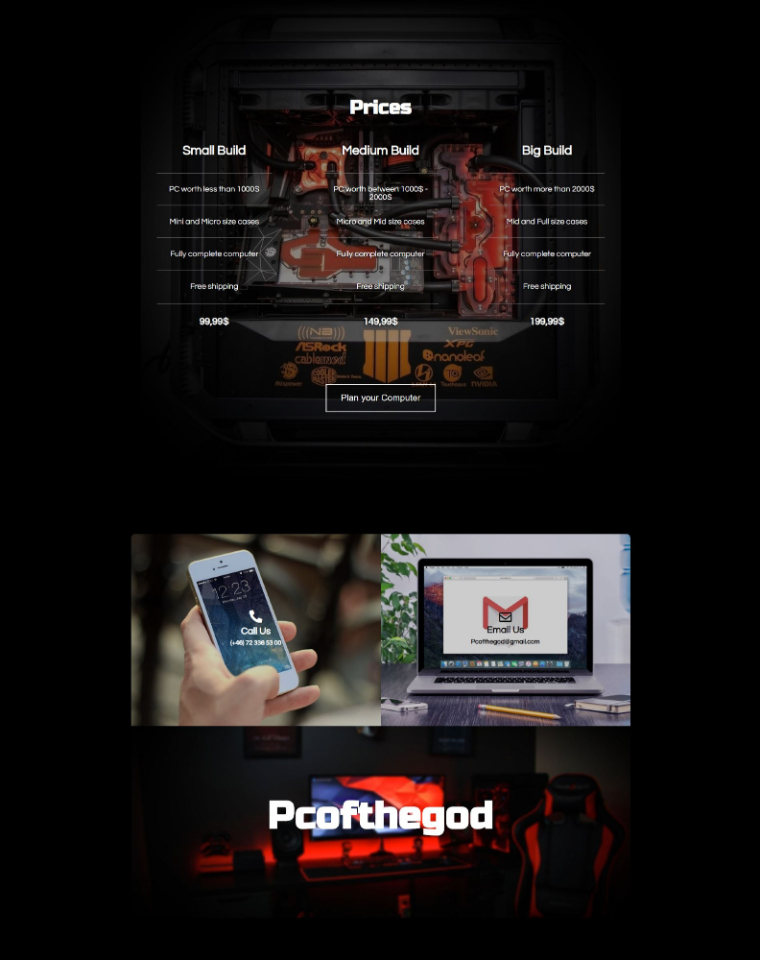 Prices
Small Build
Medium Build
Big Build
PC worth less than 1000$
PC worth between 1000$ -
2000$
PC worth more than 2000$
Mini and Micro size cases
Micro and Mid size cases
Mid and Full size cases
Fully complete computer
Fully complete computer
Fully complete computer
Free shipping
Free shipping
Free shipping
99,99$
149,99$
199,99$
ViewSonic
ASRock
XPG
cablemod
nanoleaf
NVIDIA
Plan your Computer
12:23
Call Us
(+46) 72 336 53 00
Email Us
Pcofthegod@gmail.com
Pcofthegod